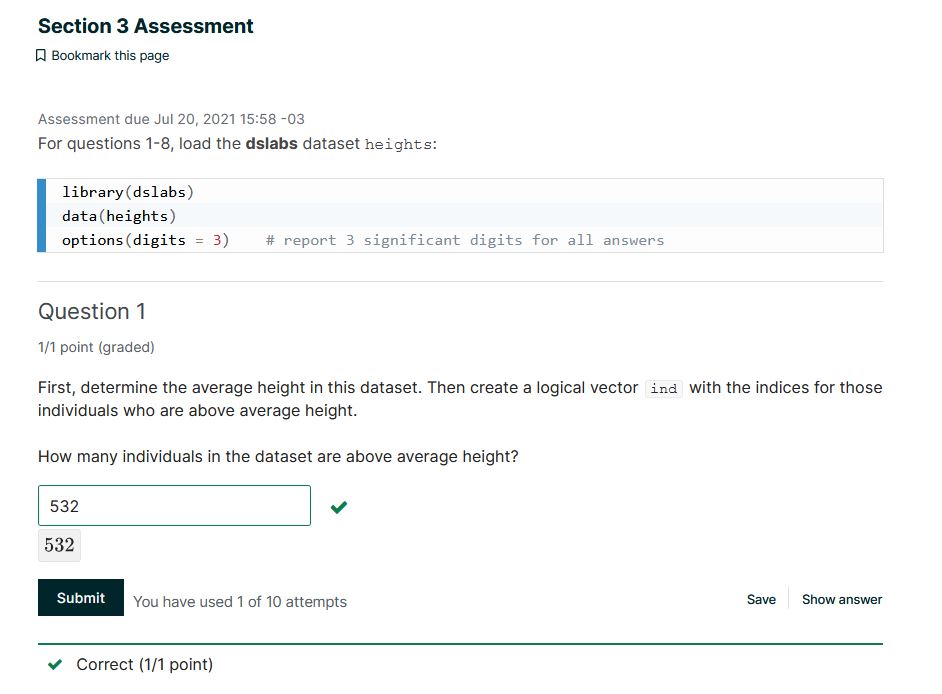 Section 3 Assessment
Bookmark this page
Assessment due Jul 20, 2021 15:58 -03
For questions 1-8, load the dslabs dataset heights:
library(dslabs)
data(heights)
options(digits = 3)    # report 3 significant digits for all answers
Question 1
1/1 point (graded)
First, determine the average height in this dataset. Then create a logical vector ind with the indices for those
individuals who are above average height.
How many individuals in the dataset are above average height?
532
532
Submit You have used 1 of 10 attempts Save Show answer
Correct (1/1 point)